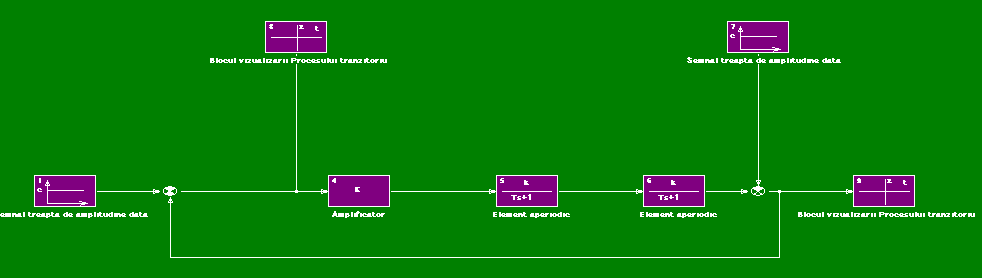 8 x t
Blocul vizualizarii Procesului tranzitoriu
7
c
Semnal treapta de amplitudine data
1
c
emnal treapta de amplitudine data
4
K
Amplificator
5 k
Ts+1
Element aperiodic
6 k
Ts+1
Element aperiodic
9 x t
Blocul vizualizarii Procesului tranzitoriu